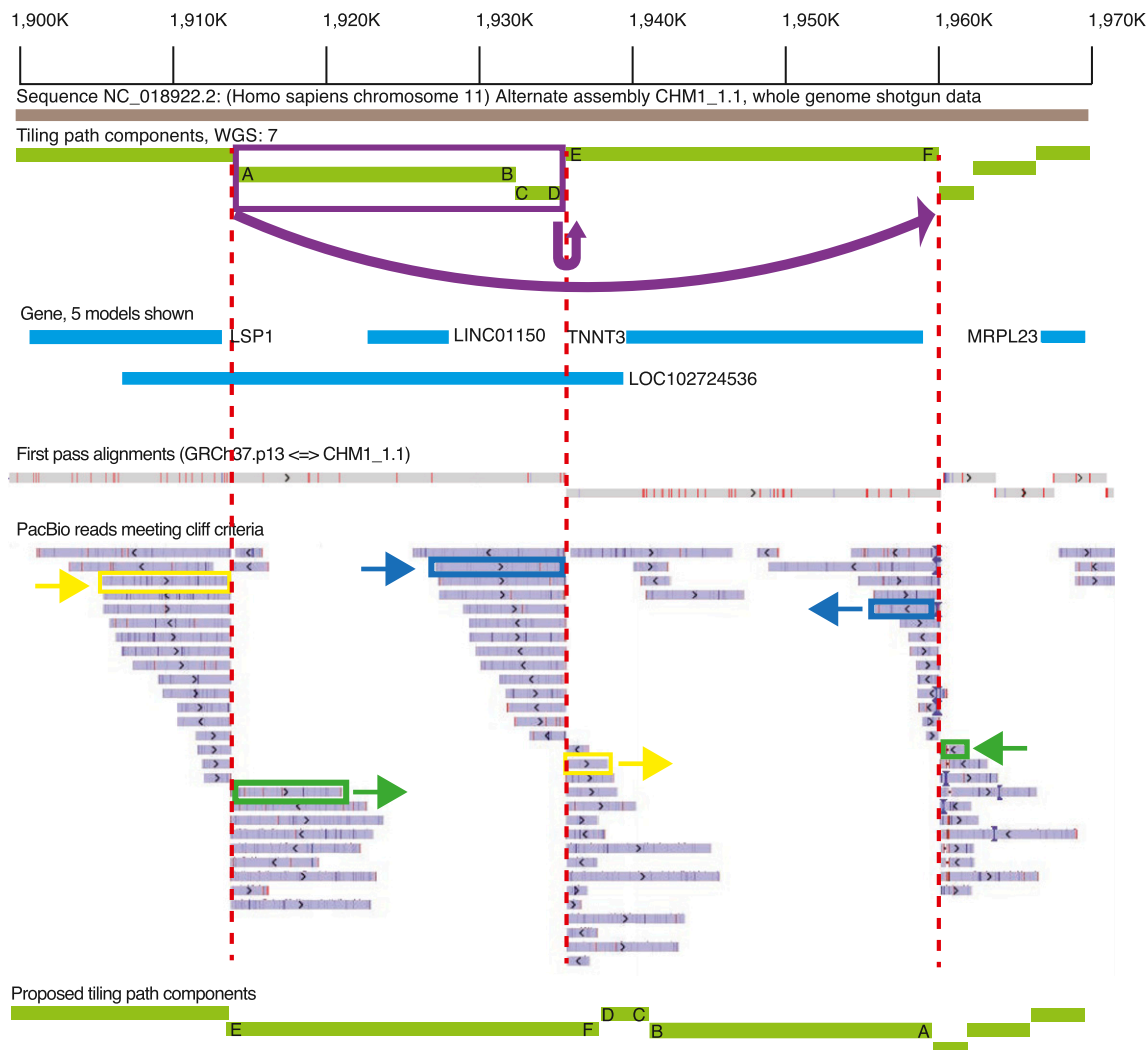 1,900K 1,910K 1,920K 1,930K 1,940K 1,950K 1,960K 1,970K
Sequence NC_018922.2: (Homo sapiens chromosome 11) Alternate assembly CHM1_1.1, whole genome shotgun data
Tiling path components, WGS: 7
E F
A B
C D
Gene, 5 models shown
LSP1 LINC01150 TNNT3 MRPL23
LOC102724536
First pass alignments (GRCh37.p13 <=> CHM1_1.1)
PacBio reads meeting cliff criteria
Proposed tiling path components
D C
E F B A